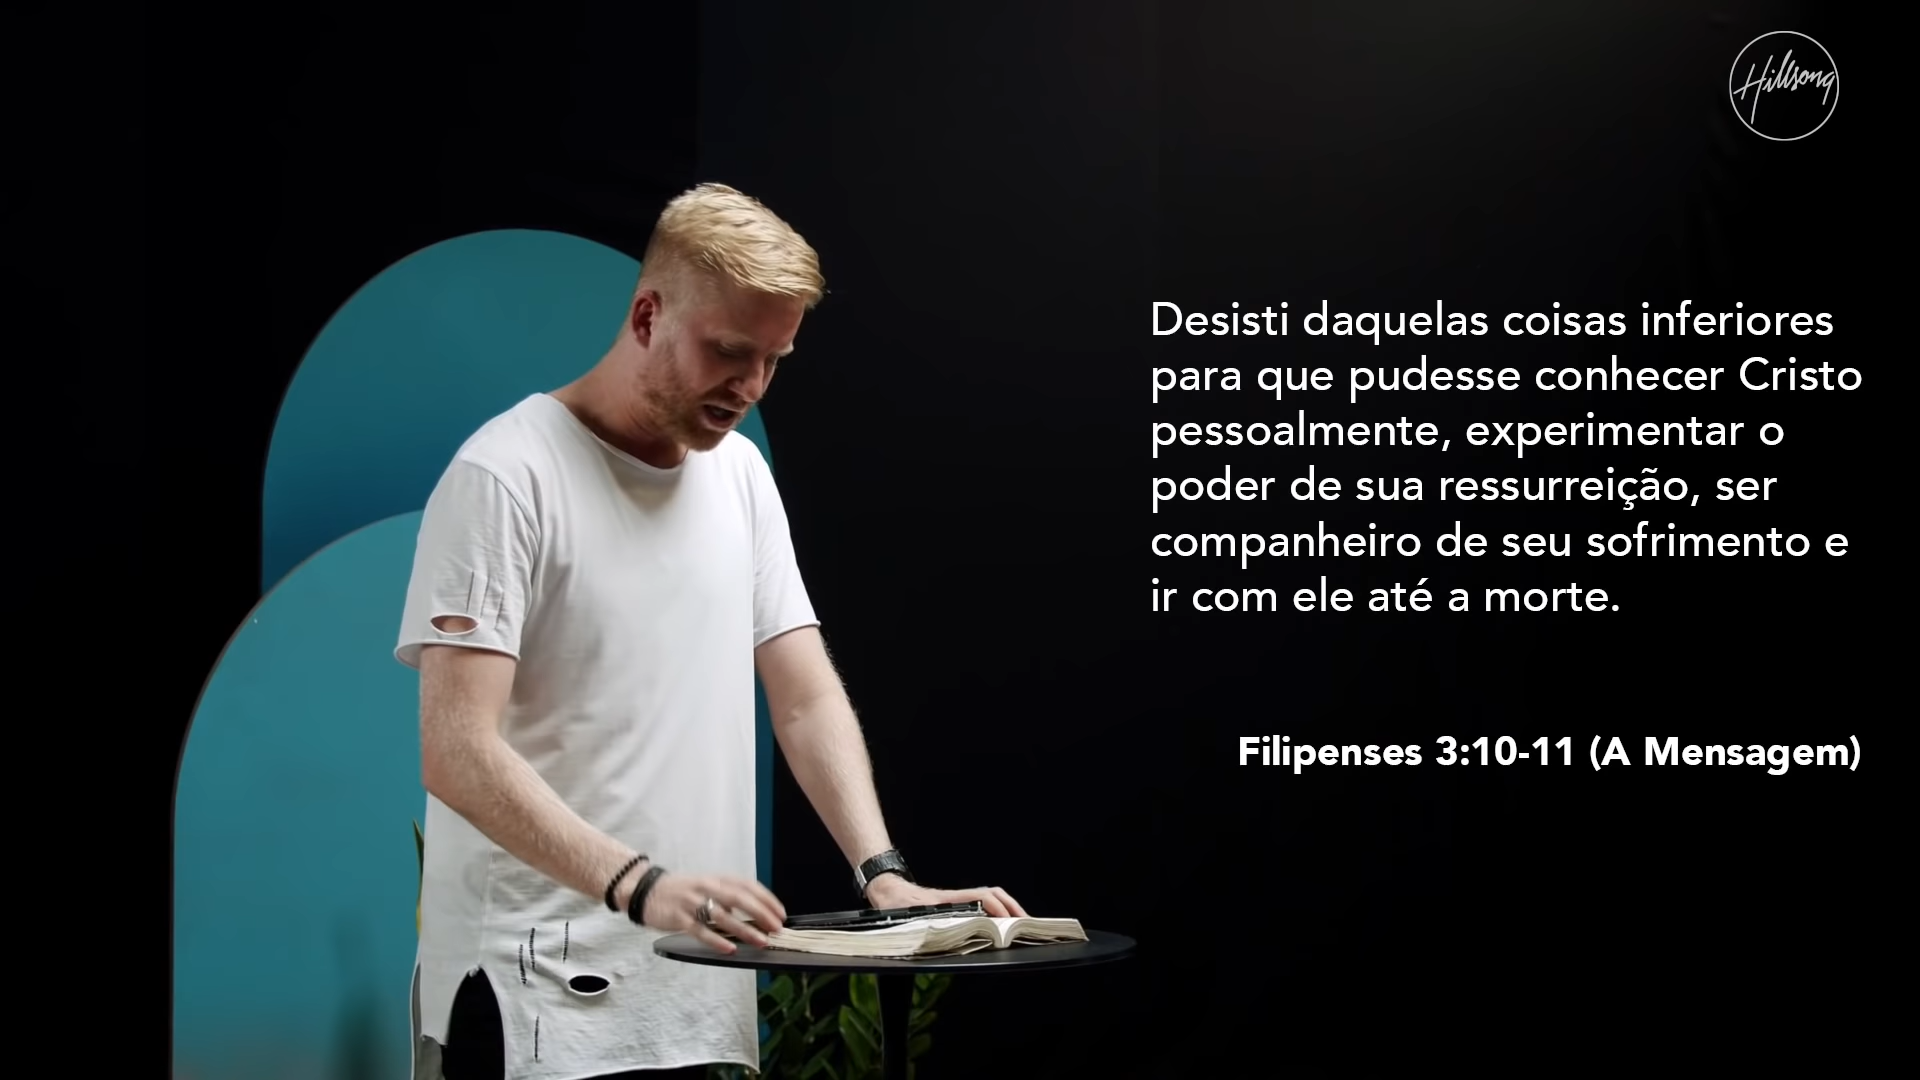 Hillsong
Desisti daquelas coisas inferiores
para que pudesse conhecer Cristo
pessoalmente, experimentar o
poder de sua ressurreição, ser
companheiro de seu sofrimento e
ir com ele até a morte.
Filipenses 3:10-11 (A Mensagem)